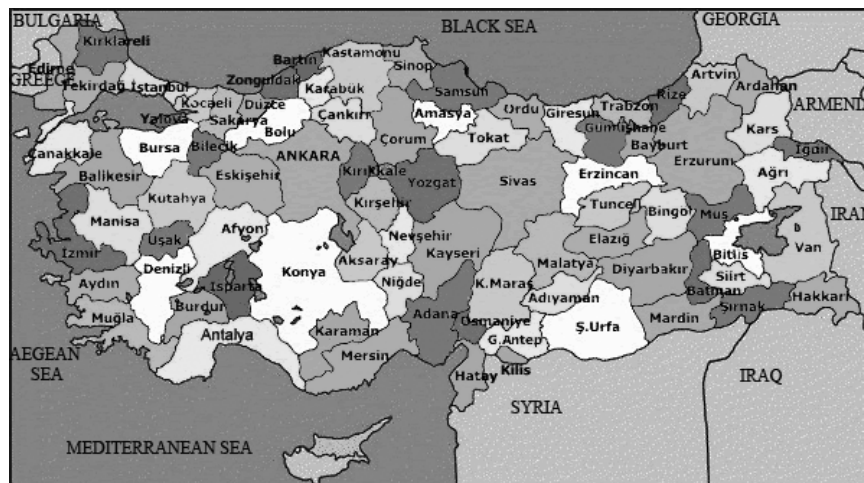 BULGARIA
BLACK SEA
GEORGIA
Kırklareli
Edirne
GREECE
Tekirdağ
İstanbul
Kocaeli
Yalova
Sakarya
Düzce
Zonguldak
Bartın
Karabük
Kastamonu
Sinop
Samsun
Bolu
Çankırı
Çorum
Amasya
Tokat
Ordu
Giresun
Trabzon
Gümüşhane
Rize
Bayburt
Artvin
Ardahan
ARMENI
Kars
Iğdır
Erzurum
Ağrı
Çanakkale
Bursa
Bilecik
Balıkesir
Kutahya
Eskişehir
ANKARA
Kırıkkale
Yozgat
Kırşehir
Sivas
Erzincan
Tunceli
Bingöl
Muş
IRAN
Manisa
Uşak
Afyon
İzmir
Aydın
Denizli
Isparta
Konya
Aksaray
Nevşehir
Kayseri
Niğde
Malatya
Elazığ
Diyarbakır
Bitlis
Van
Siirt
Batman
Şırnak
Hakkari
Muğla
Burdur
Antalya
Karaman
Mersin
Adana
Osmaniye
K.Maraş
Adıyaman
G.Antep
Ş.Urfa
Mardin
Hatay
Kilis
AEGEAN
SEA
MEDITERRANEAN SEA
SYRIA
IRAQ